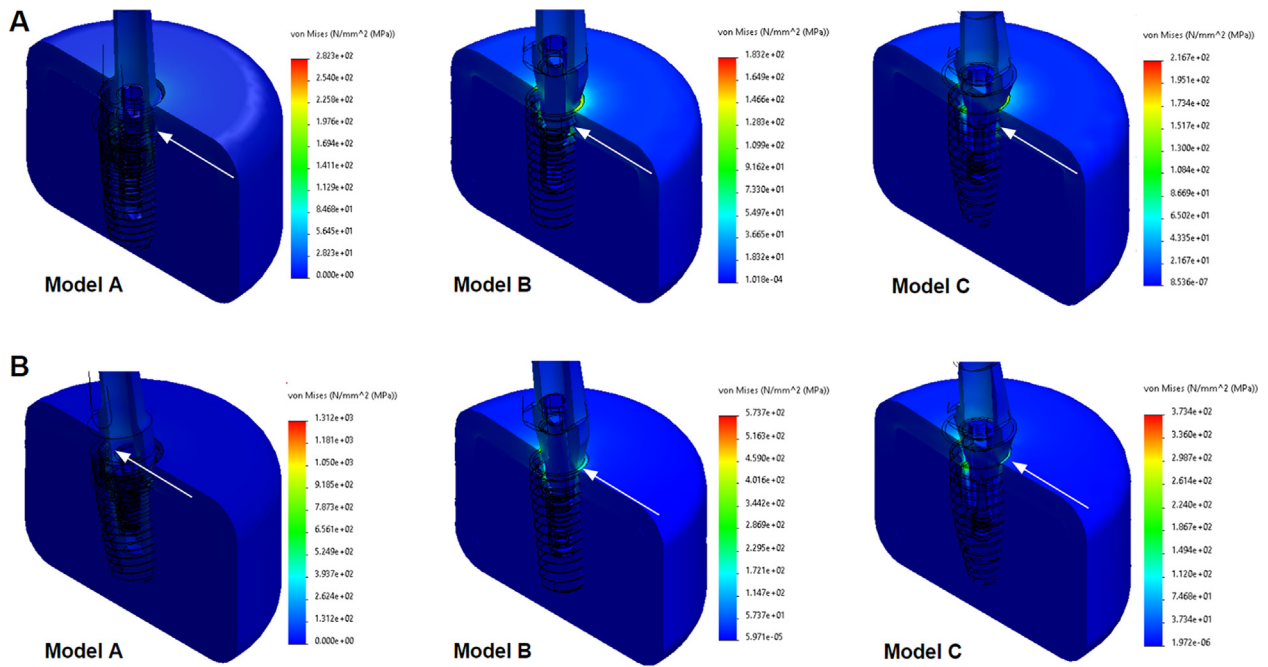 A
von Mises (N/mm^2 (MPa))
2.823e+02
2.540e+02
2.258e+02
1.976e+02
1.694e+02
1.411e+02
1.129e+02
8.468e+01
5.645e+01
2.823e+01
0.000e+00
Model A
von Mises (N/mm^2 (MPa))
1.832e+02
1.649e+02
1.466e+02
1.283e+02
1.099e+02
9.162e+01
7.330e+01
5.497e+01
3.665e+01
1.832e+01
1.018e-04
Model B
von Mises (N/mm^2 (MPa))
2.167e+02
1.951e+02
1.734e+02
1.517e+02
1.300e+02
1.084e+02
8.669e+01
6.502e+01
4.335e+01
2.167e+01
8.536e-07
Model C
B
von Mises (N/mm^2 (MPa))
1.312e+03
1.181e+03
1.050e+03
9.185e+02
7.873e+02
6.561e+02
5.249e+02
3.937e+02
2.624e+02
1.312e+02
0.000e+00
Model A
von Mises (N/mm^2 (MPa))
5.737e+02
5.163e+02
4.590e+02
4.016e+02
3.442e+02
2.869e+02
2.295e+02
1.721e+02
1.147e+02
5.737e+01
5.971e-05
Model B
von Mises (N/mm^2 (MPa))
3.734e+02
3.360e+02
2.987e+02
2.614e+02
2.240e+02
1.867e+02
1.494e+02
1.120e+02
7.468e+01
3.734e+01
1.972e-06
Model C